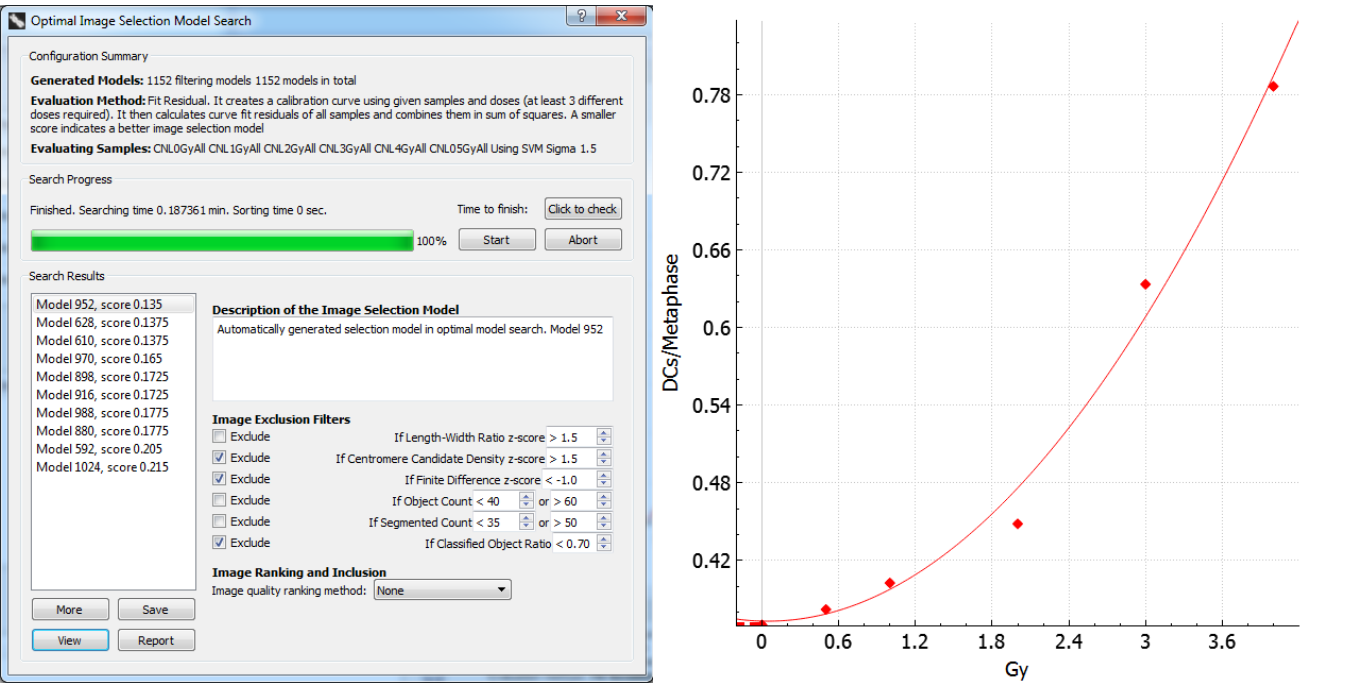 Optimal Image Selection Model Search
?
x
Configuration Summary
Generated Models: 1152 filtering models 1152 models in total
Evaluation Method: Fit Residual. It creates a calibration curve using given samples and doses (at least 3 different
doses required). It then calculates curve fit residuals of all samples and combines them in sum of squares. A smaller
score indicates a better image selection model
Evaluating Samples: CNL0GyAll CNL1GyAll CNL2GyAll CNL3GyAll CNL4GyAll CNL05GyAll Using SVM Sigma 1.5
Search Progress
Finished. Searching time 0.187361 min. Sorting time 0 sec.
Time to finish: Click to check
100% Start Abort
Search Results
Model 952, score 0.135
Model 628, score 0.1375
Model 610, score 0.1375
Model 970, score 0.165
Model 898, score 0.1725
Model 916, score 0.1725
Model 988, score 0.1775
Model 880, score 0.1775
Model 592, score 0.205
Model 1024, score 0.215
More Save
View Report
Description of the Image Selection Model
Automatically generated selection model in optimal model search. Model 952
Image Exclusion Filters
Exclude If Length-Width Ratio z-score > 1.5
Exclude If Centromere Candidate Density z-score > 1.5
Exclude If Finite Difference z-score < -1.0
Exclude If Object Count < 40 or > 60
Exclude If Segmented Count < 35 or > 50
Exclude If Classified Object Ratio < 0.70
Image Ranking and Inclusion
Image quality ranking method: None
DCs/Metaphase
0.78
0.72
0.66
0.6
0.54
0.48
0.42
0 0.6 1.2 1.8 2.4 3 3.6
Gy